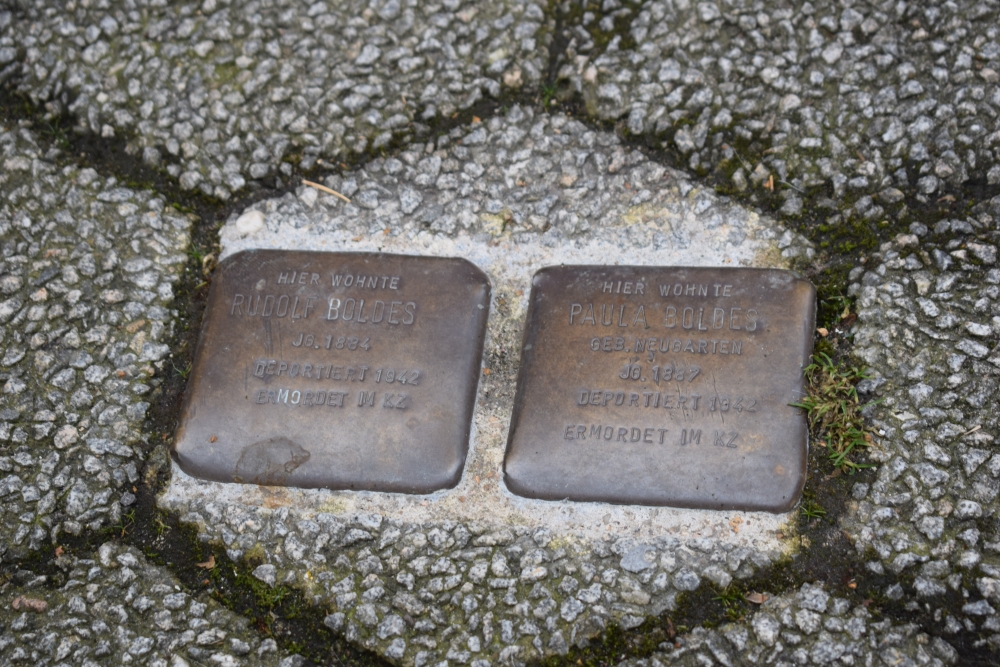 HIER WOHNTE
RUDOLF BOLDES
JG. 1884
DEPORTIERT 1942
ERMORDET IM KZ
HIER WOHNTE
PAULA BOLDES
GEB. NEUGARTEN
JG. 1887
DEPORTIERT 1942
ERMORDET IM KZ